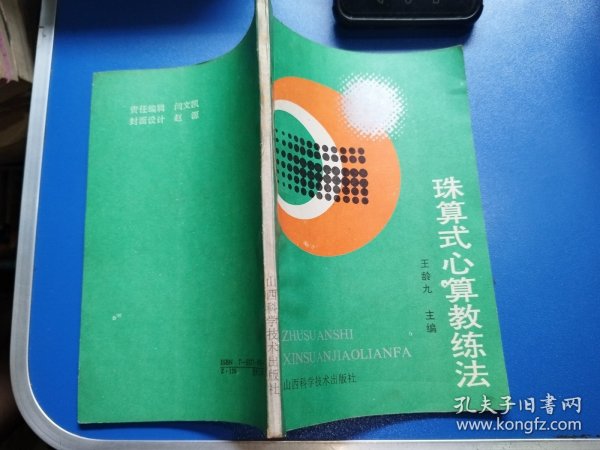 责任编辑 闫文凯
封面设计 赵
山西科学技术出版社
珠算式心算教练法
王龄九 主编
ZHUSUANSHI
XINSUANJIAOLIANFA
山西科学技术出版社
孔夫子旧书网
www.kongfz.com